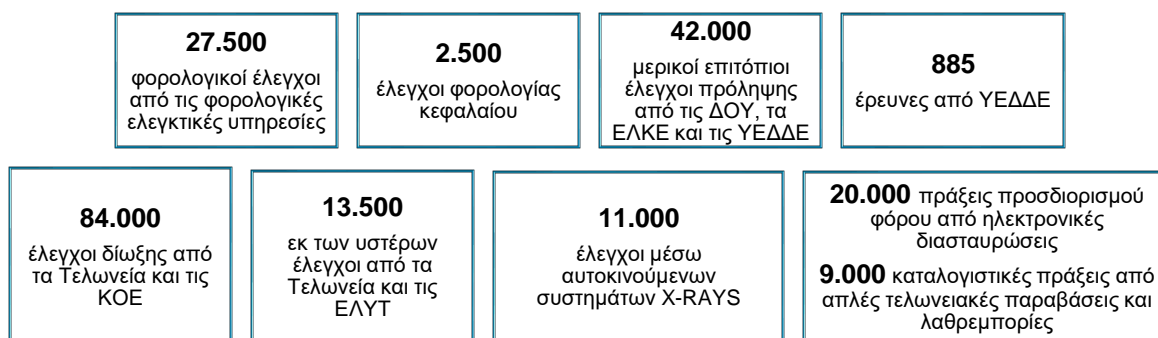 27.500
φορολογικοί έλεγχοι
από τις φορολογικές
ελεγκτικές υπηρεσίες
2.500
έλεγχοι φορολογίας
κεφαλαίου
42.000
μερικοί επιτόπιοι
έλεγχοι πρόληψης
από τις ΔΟΥ, τα
ΕΛΚΕ και τις ΥΕΔΔΕ
885
έρευνες από ΥΕΔΔΕ
84.000
έλεγχοι δίωξης από
τα Τελωνεία και τις
ΚΟΕ
13.500
εκ των υστέρων
έλεγχοι από τα
Τελωνεία και τις
ΕΛΥΤ
11.000
έλεγχοι μέσω
αυτοκινούμενων
συστημάτων X-RAYS
20.000 πράξεις προσδιορισμού
φόρου από ηλεκτρονικές
διασταυρώσεις
9.000 καταλογιστικές πράξεις από
απλές τελωνειακές παραβάσεις και
λαθρεμπορίες